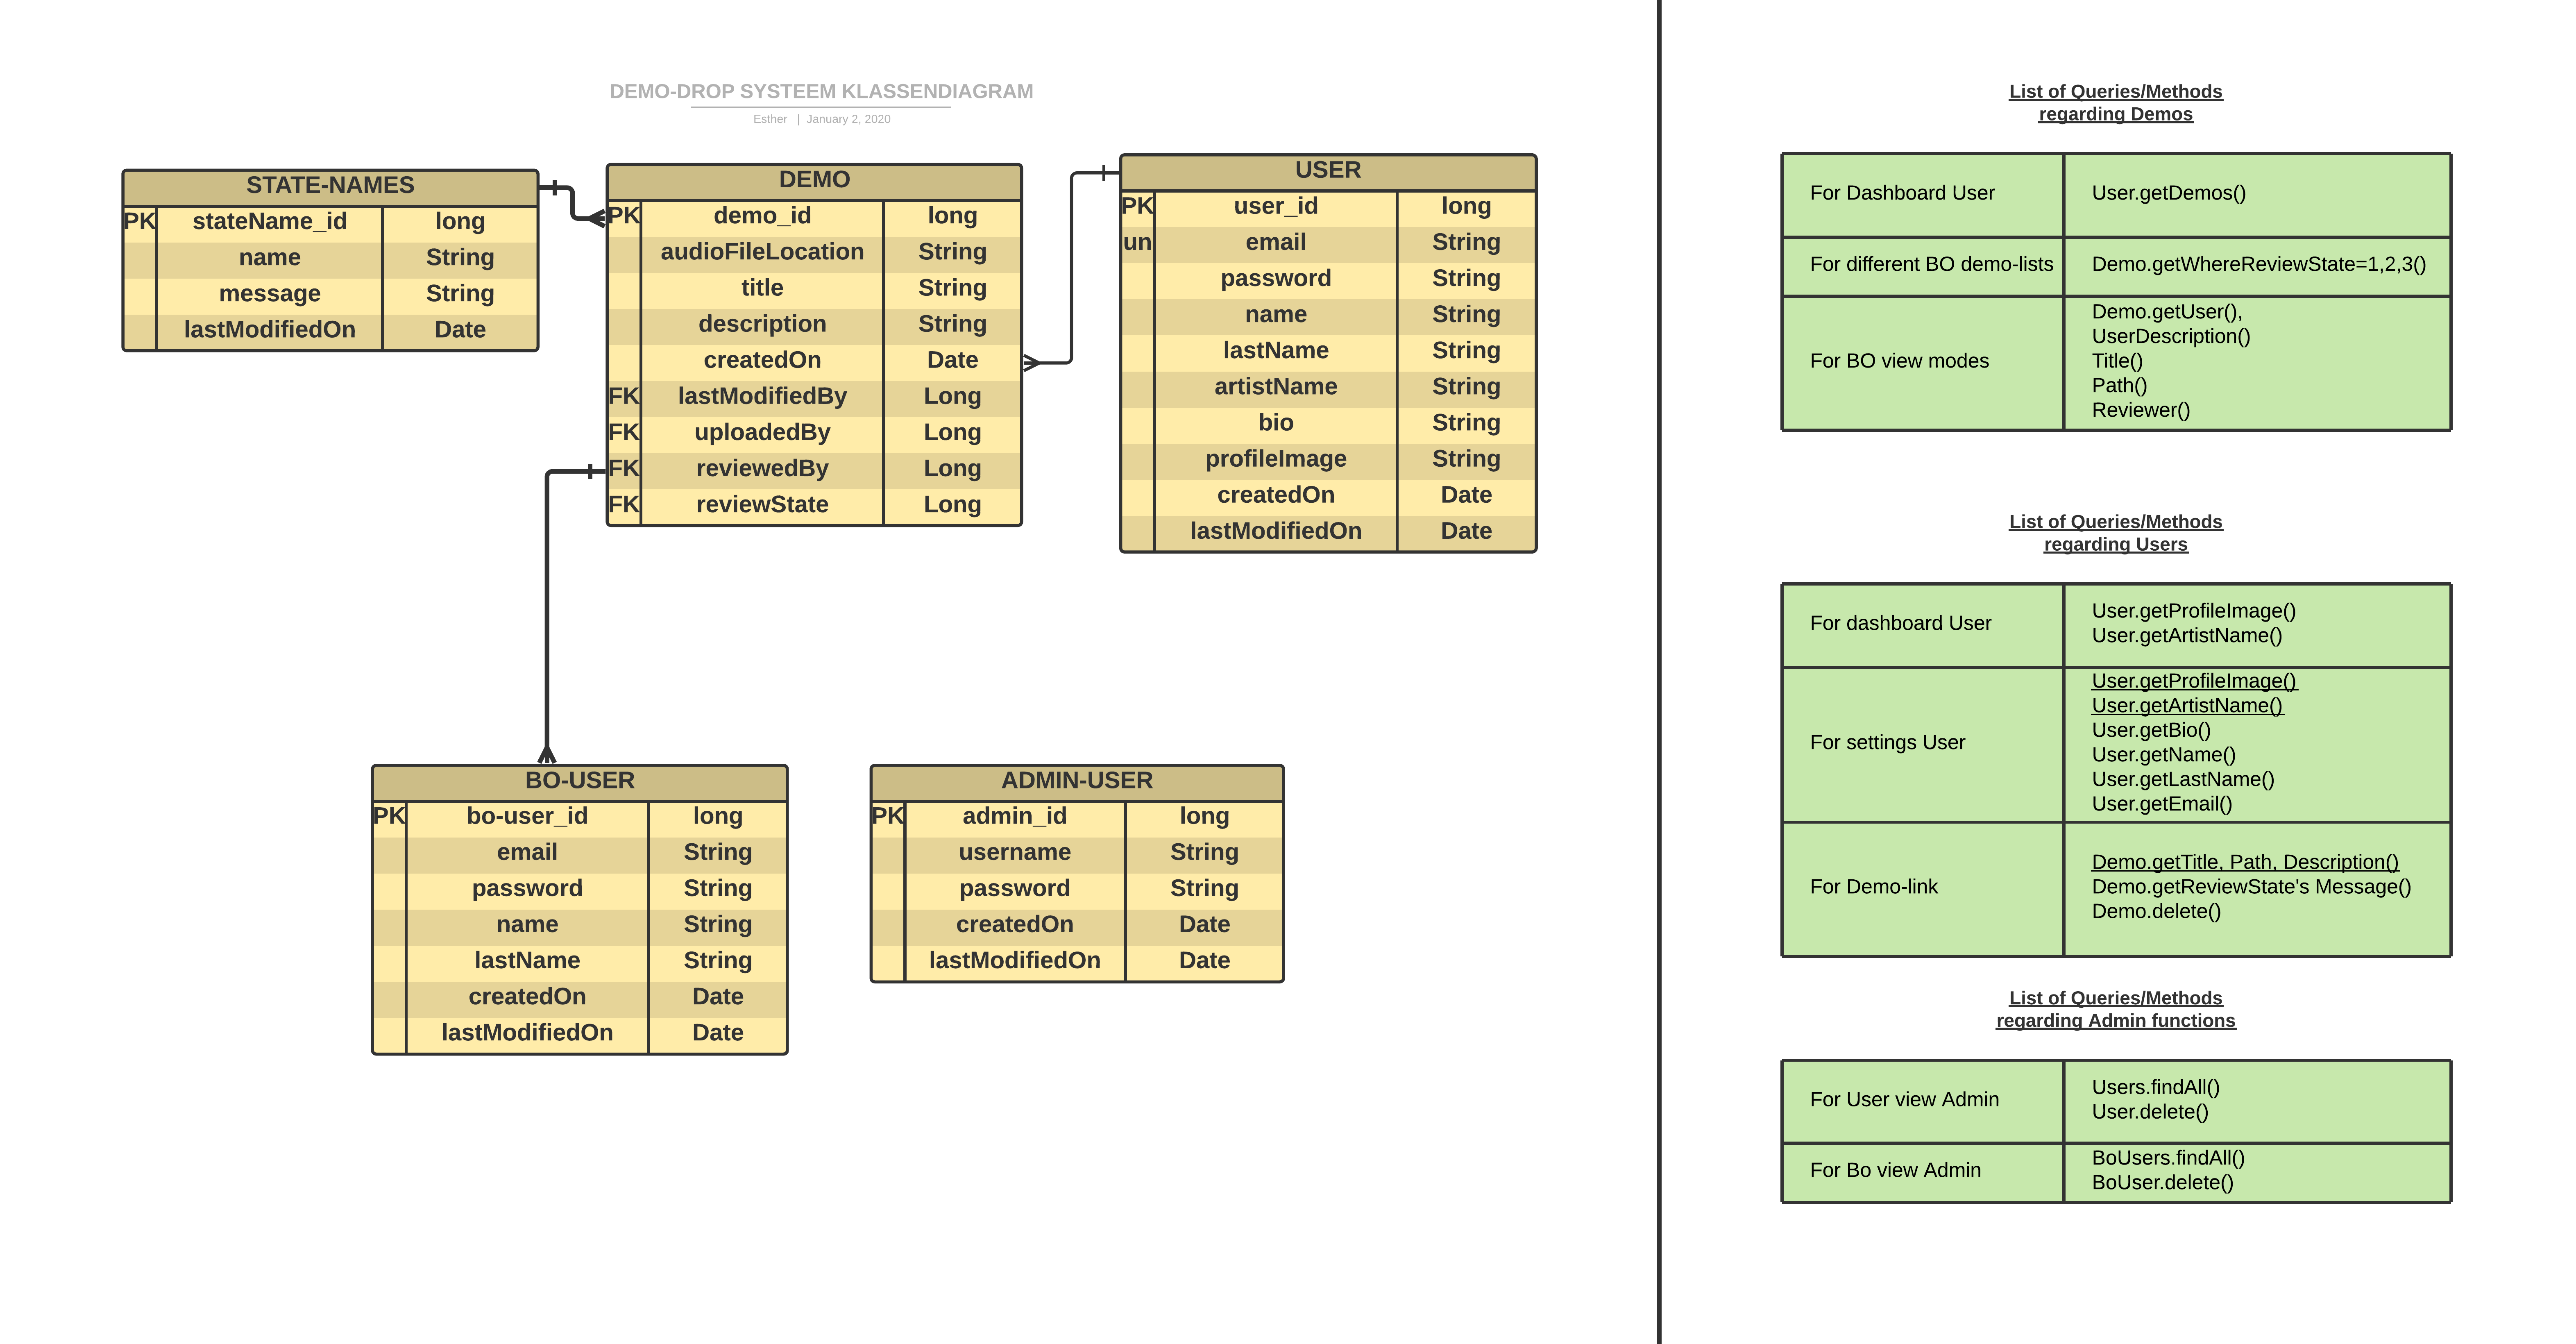 DEMO-DROP SYSTEEM KLASSENDIAGRAM
Esther | January 2, 2020
STATE-NAMES
PK stateName_id long
name String
message String
lastModifiedOn Date
DEMO
PK demo_id long
audioFileLocation String
title String
description String
createdOn Date
FK lastModifiedBy Long
FK uploadedBy Long
FK reviewedBy Long
FK reviewState Long
USER
PK user_id long
un email String
password String
name String
lastName String
artistName String
bio String
profileImage String
createdOn Date
lastModifiedOn Date
BO-USER
PK bo-user_id long
email String
password String
name String
lastName String
createdOn Date
lastModifiedOn Date
ADMIN-USER
PK admin_id long
username String
password String
createdOn Date
lastModifiedOn Date
List of Queries/Methods
regarding Demos
For Dashboard User User.getDemos()
For different BO demo-lists Demo.getWhereReviewState=1,2,3()
For BO view modes
Demo.getUser(),
UserDescription()
Title()
Path()
Reviewer()
List of Queries/Methods
regarding Users
For dashboard User
User.getProfileImage()
User.getArtistName()
For settings User
User.getProfileImage()
User.getArtistName()
User.getBio()
User.getName()
User.getLastName()
User.getEmail()
For Demo-link
Demo.getTitle, Path, Description()
Demo.getReviewState's Message()
Demo.delete()
List of Queries/Methods
regarding Admin functions
For User view Admin
Users.findAll()
User.delete()
For Bo view Admin
BoUsers.findAll()
BoUser.delete()